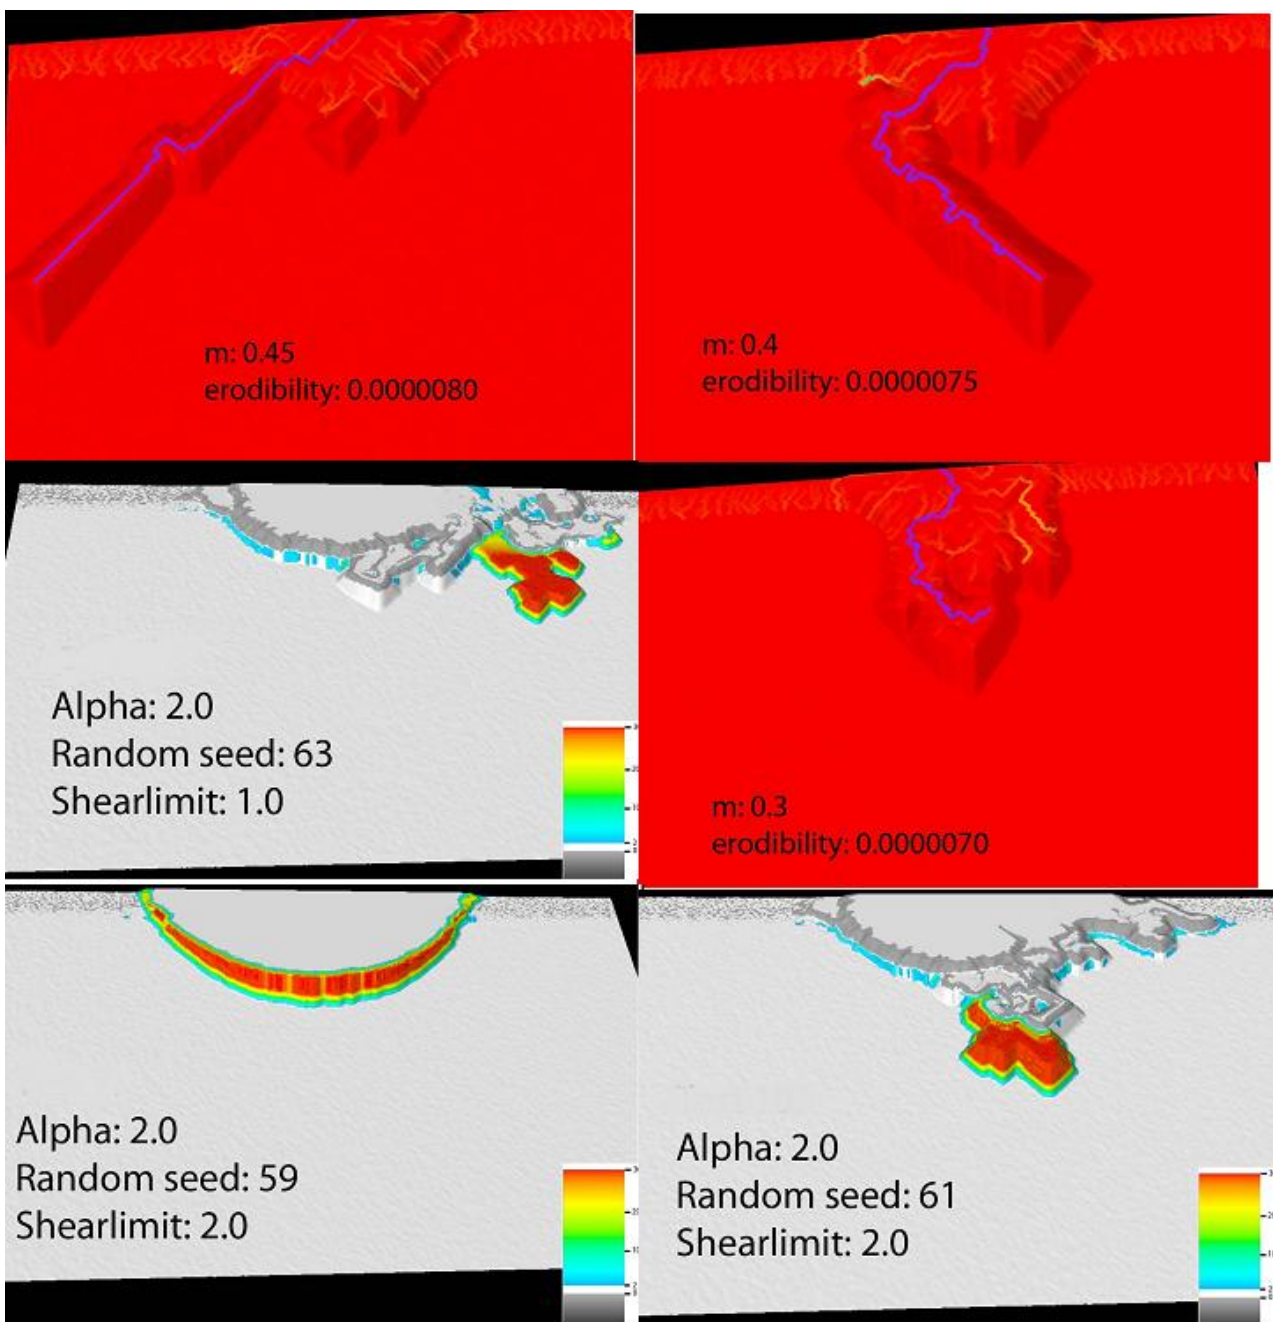 m: 0.45
erodibility: 0.0000080
m: 0.4
erodibility: 0.0000075
Alpha: 2.0
Random seed: 63
Shearlimit: 1.0
m: 0.3
erodibility: 0.0000070
Alpha: 2.0
Random seed: 59
Shearlimit: 2.0
Alpha: 2.0
Random seed: 61
Shearlimit: 2.0